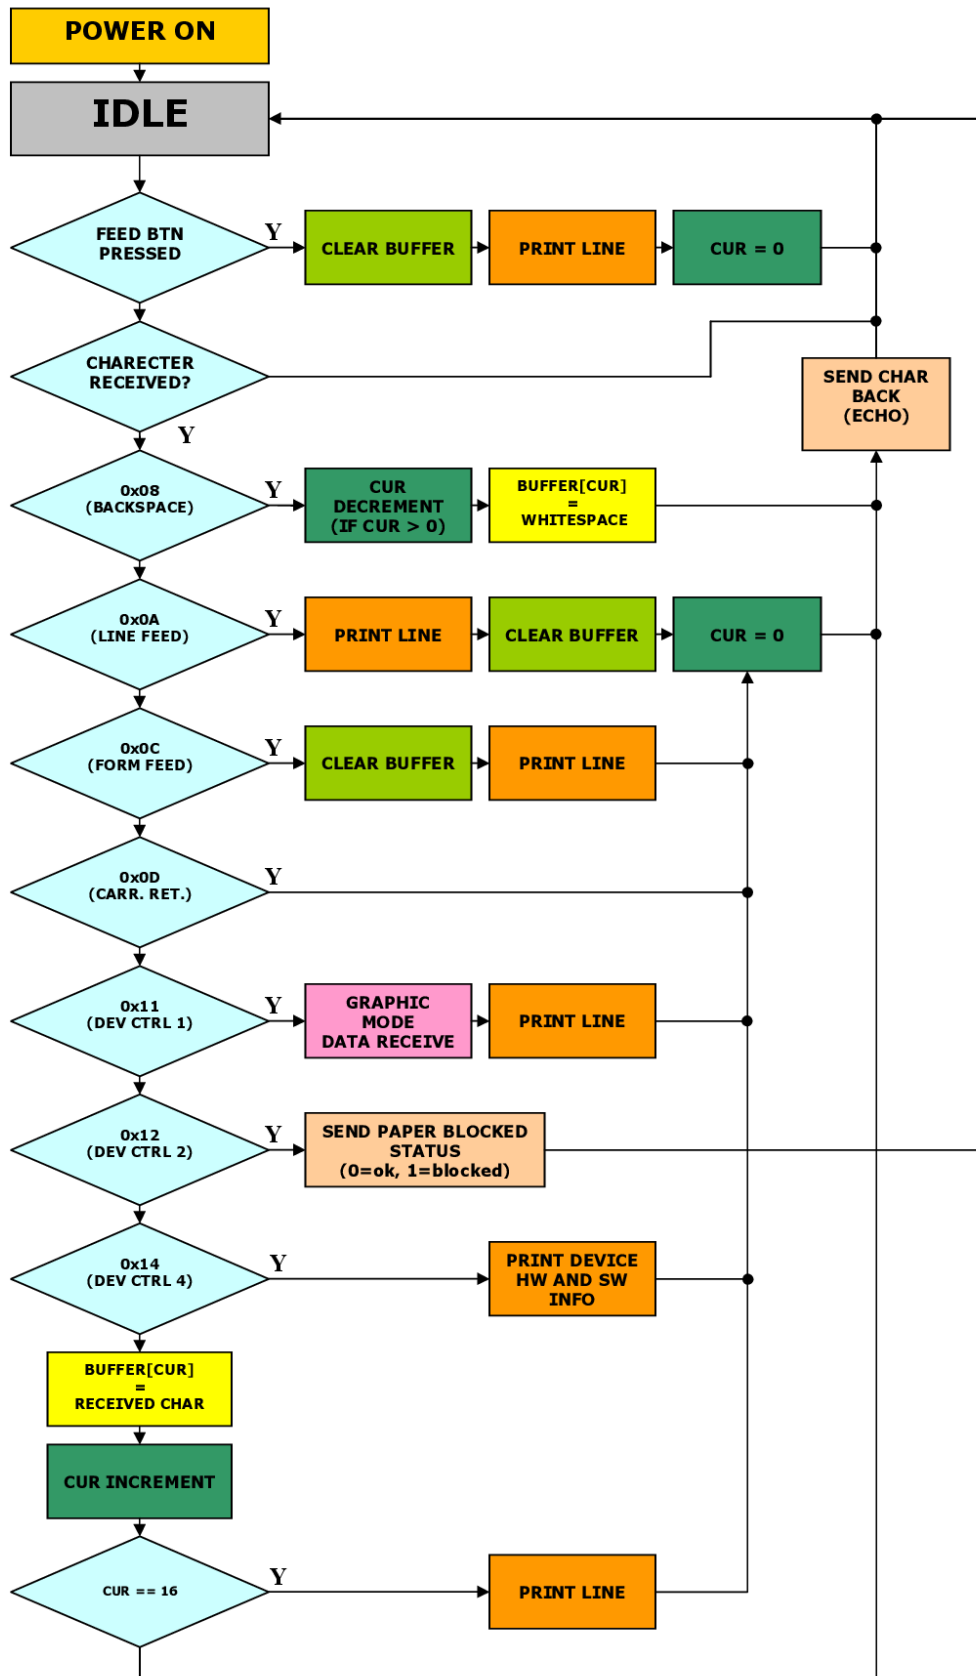 POWER ON
IDLE
FEED BTN
PRESSED
Y
CLEAR BUFFER
PRINT LINE
CUR = 0
CHARECTER
RECEIVED?
Y
SEND CHAR
BACK
(ECHO)
0x08
(BACKSPACE)
Y
CUR
DECREMENT
(IF CUR > 0)
BUFFER[CUR]
=
WHITESPACE
0x0A
(LINE FEED)
Y
PRINT LINE
CLEAR BUFFER
CUR = 0
0x0C
(FORM FEED)
Y
CLEAR BUFFER
PRINT LINE
0x0D
(CARR. RET.)
Y
0x11
(DEV CTRL 1)
Y
GRAPHIC
MODE
DATA RECEIVE
PRINT LINE
0x12
(DEV CTRL 2)
Y
SEND PAPER BLOCKED
STATUS
(0=ok, 1=blocked)
0x14
(DEV CTRL 4)
Y
PRINT DEVICE
HW AND SW
INFO
BUFFER[CUR]
=
RECEIVED CHAR
CUR INCREMENT
CUR == 16
Y
PRINT LINE